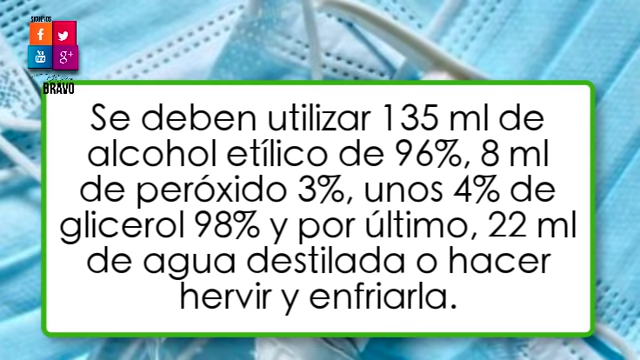 SIGUENOS
BRAVO
Se deben utilizar 135 ml de
alcohol etílico de 96%, 8 ml
de peróxido 3%, unos 4% de
glicerol 98% y por último, 22 ml
de agua destilada o hacer
hervir y enfriarla.